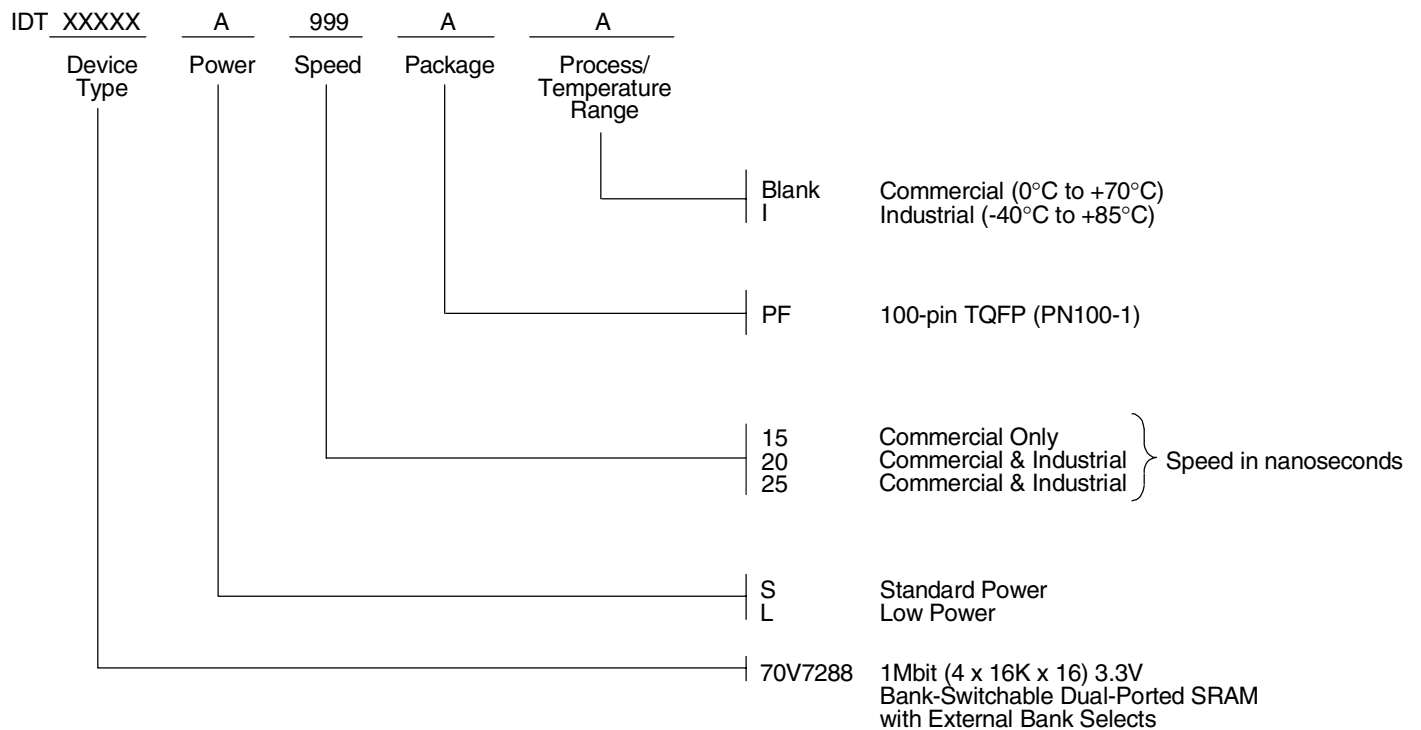 IDT XXXXX A 999 A A
Device Type
Power
Speed
Package
Process/
Temperature
Range
Blank Commercial (0°C to +70°C)
I Industrial (-40°C to +85°C)
PF 100-pin TQFP (PN100-1)
15 Commercial Only
20 Commercial & Industrial
25 Commercial & Industrial
Speed in nanoseconds
S Standard Power
L Low Power
70V7288 1Mbit (4 x 16K x 16) 3.3V
Bank-Switchable Dual-Ported SRAM
with External Bank Selects